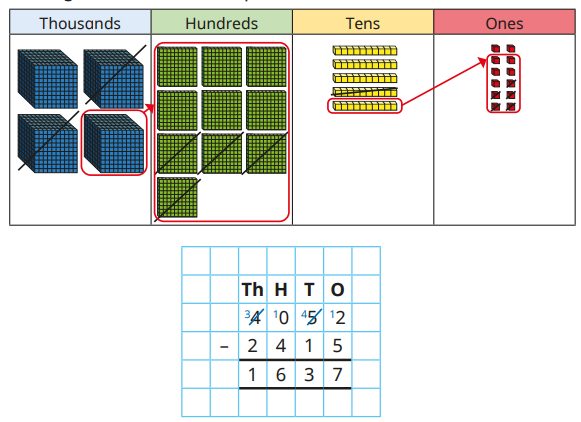 Thousands Hundreds Tens Ones
Th H T O
3 4 1 0 4 5 1 2
– 2 4 1 5
1 6 3 7